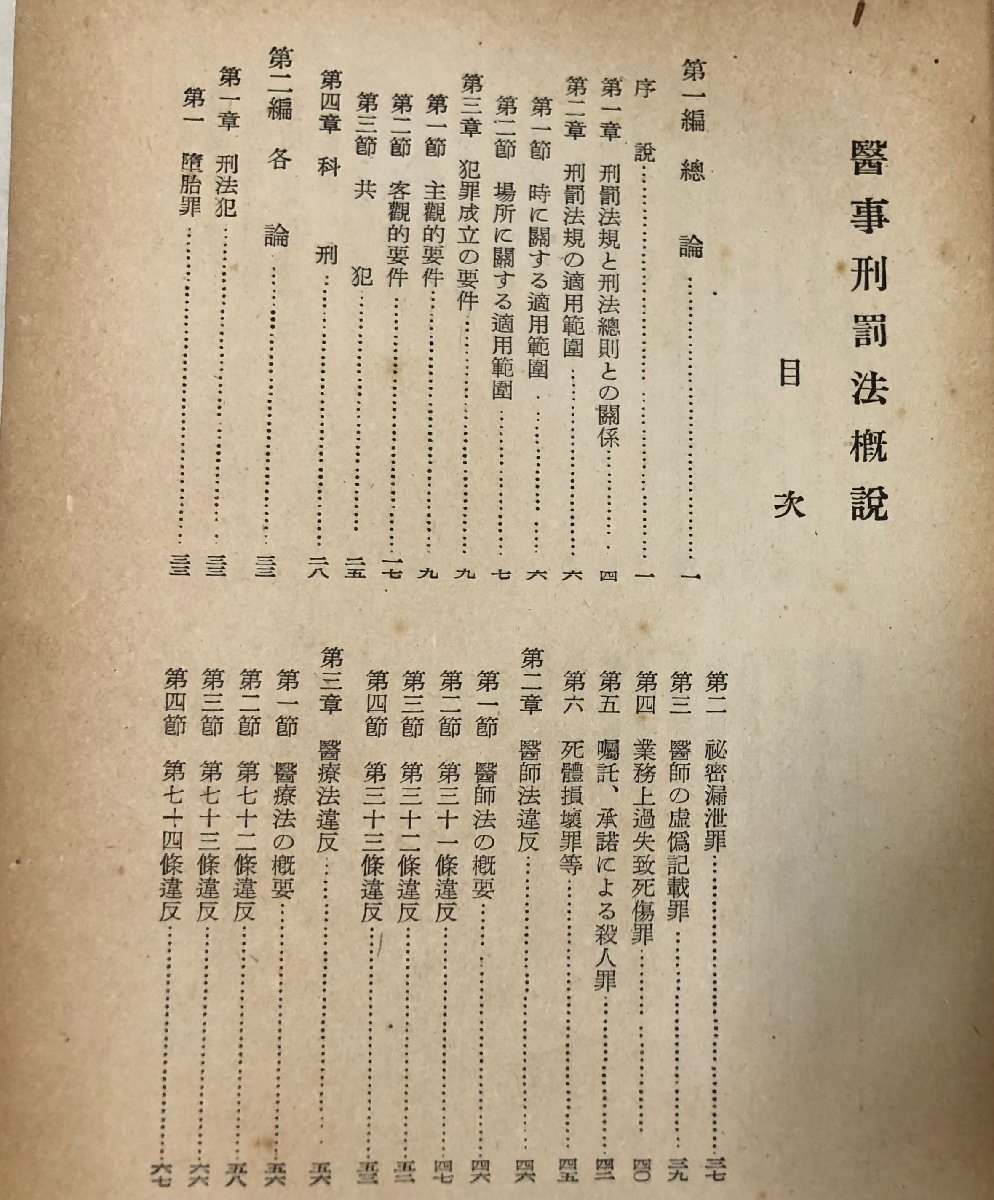 醫事刑罰法槪說
目次
第一編 總論……………………一
序說……………………一
第一章 刑罰法規と刑法總則との關係……………………四
第二章 刑罰法規の適用範圍……………………六
第一節 時に關する適用範圍……………………六
第二節 場所に關する適用範圍……………………七
第三章 犯罪成立の要件……………………九
第一節 主觀的要件……………………九
第二節 客觀的要件……………………一七
第三節 共犯……………………二五
第四章 科刑……………………二八
第二編 各論……………………三三
第一章 刑法犯……………………三三
第一 墮胎罪……………………三三
第二 祕密漏泄罪……………………三七
第三 醫師の虛僞記載罪……………………三九
第四 業務上過失致死傷罪……………………四〇
第五 囑託、承諾による殺人罪……………………四二
第六 死體損壞罪等……………………四五
第二章 醫師法違反……………………四六
第一節 醫師法の槪要……………………四六
第二節 第三十一條違反……………………四七
第三節 第三十二條違反……………………五二
第四節 第三十三條違反……………………五三
第三章 醫療法違反……………………五六
第一節 醫療法の槪要……………………五六
第二節 第七十二條違反……………………五八
第三節 第七十三條違反……………………六六
第四節 第七十四條違反……………………六七